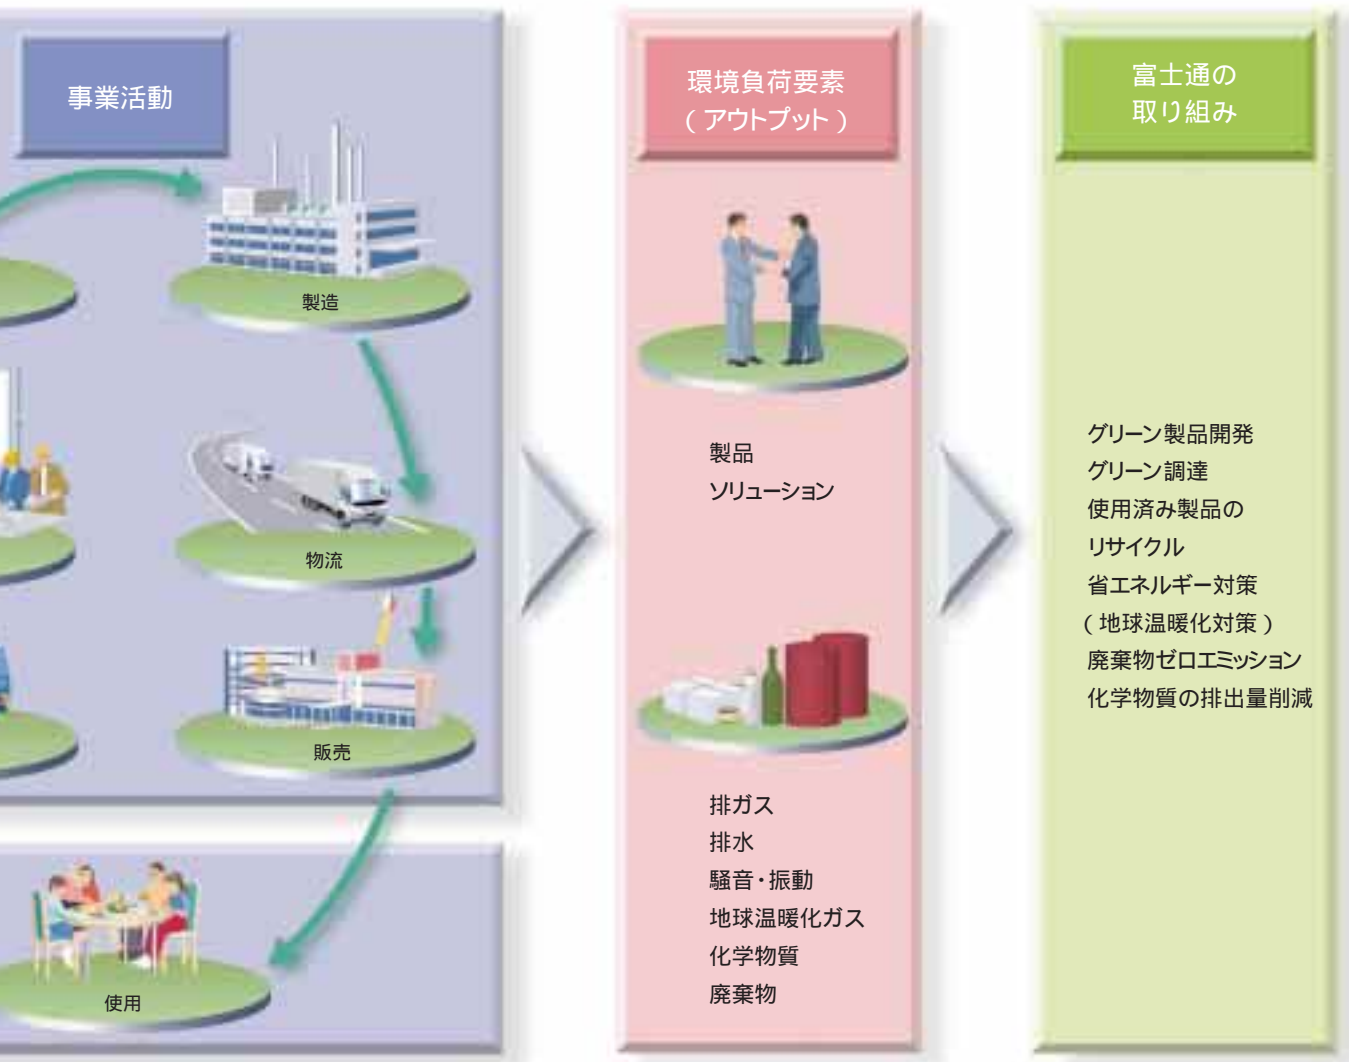 事業活動
製造
物流
販売
使用
環境負荷要素
(アウトプット)
製品
ソリューション
排ガス
排水
騒音・振動
地球温暖化ガス
化学物質
廃棄物
富士通の
取り組み
グリーン製品開発
グリーン調達
使用済み製品の
リサイクル
省エネルギー対策
(地球温暖化対策)
廃棄物ゼロエミッション
化学物質の排出量削減